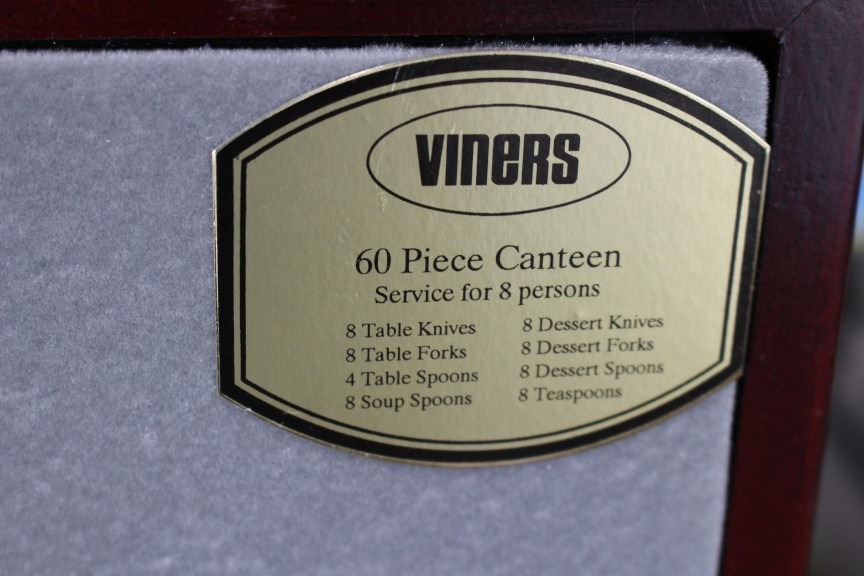 VINERS
60 Piece Canteen
Service for 8 persons
8 Table Knives
8 Table Forks
4 Table Spoons
8 Soup Spoons
8 Dessert Knives
8 Dessert Forks
8 Dessert Spoons
8 Teaspoons